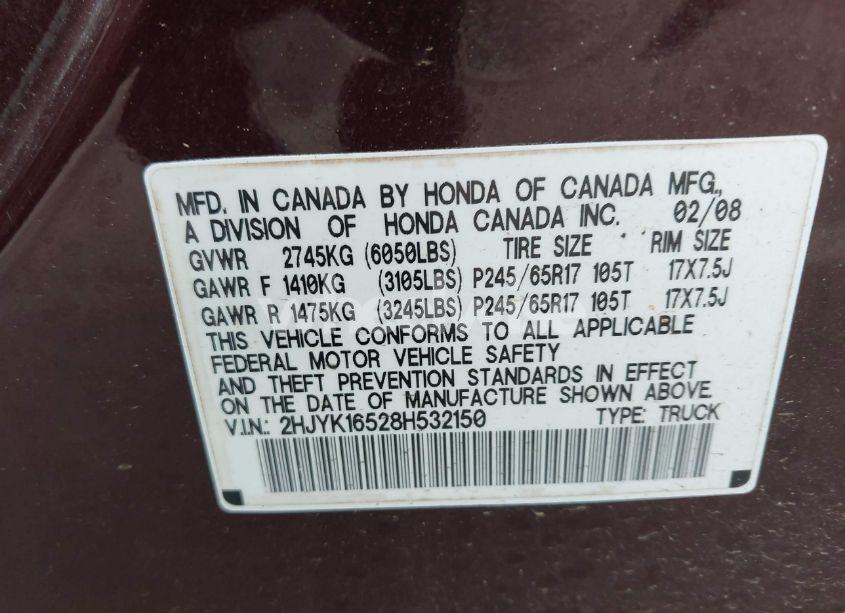 MFD. IN CANADA BY HONDA OF CANADA MFG.,
A DIVISION OF HONDA CANADA INC. 02/08
GVWR 2745KG (6050LBS) TIRE SIZE RIM SIZE
GAWR F 1410KG (3105LBS) P245/65R17 105T 17X7.5J
GAWR R 1475KG (3245LBS) P245/65R17 105T 17X7.5J
THIS VEHICLE CONFORMS TO ALL APPLICABLE
FEDERAL MOTOR VEHICLE SAFETY
AND THEFT PREVENTION STANDARDS IN EFFECT
ON THE DATE OF MANUFACTURE SHOWN ABOVE.
V.I.N.: 2HJYK16528H532150 TYPE: TRUCK